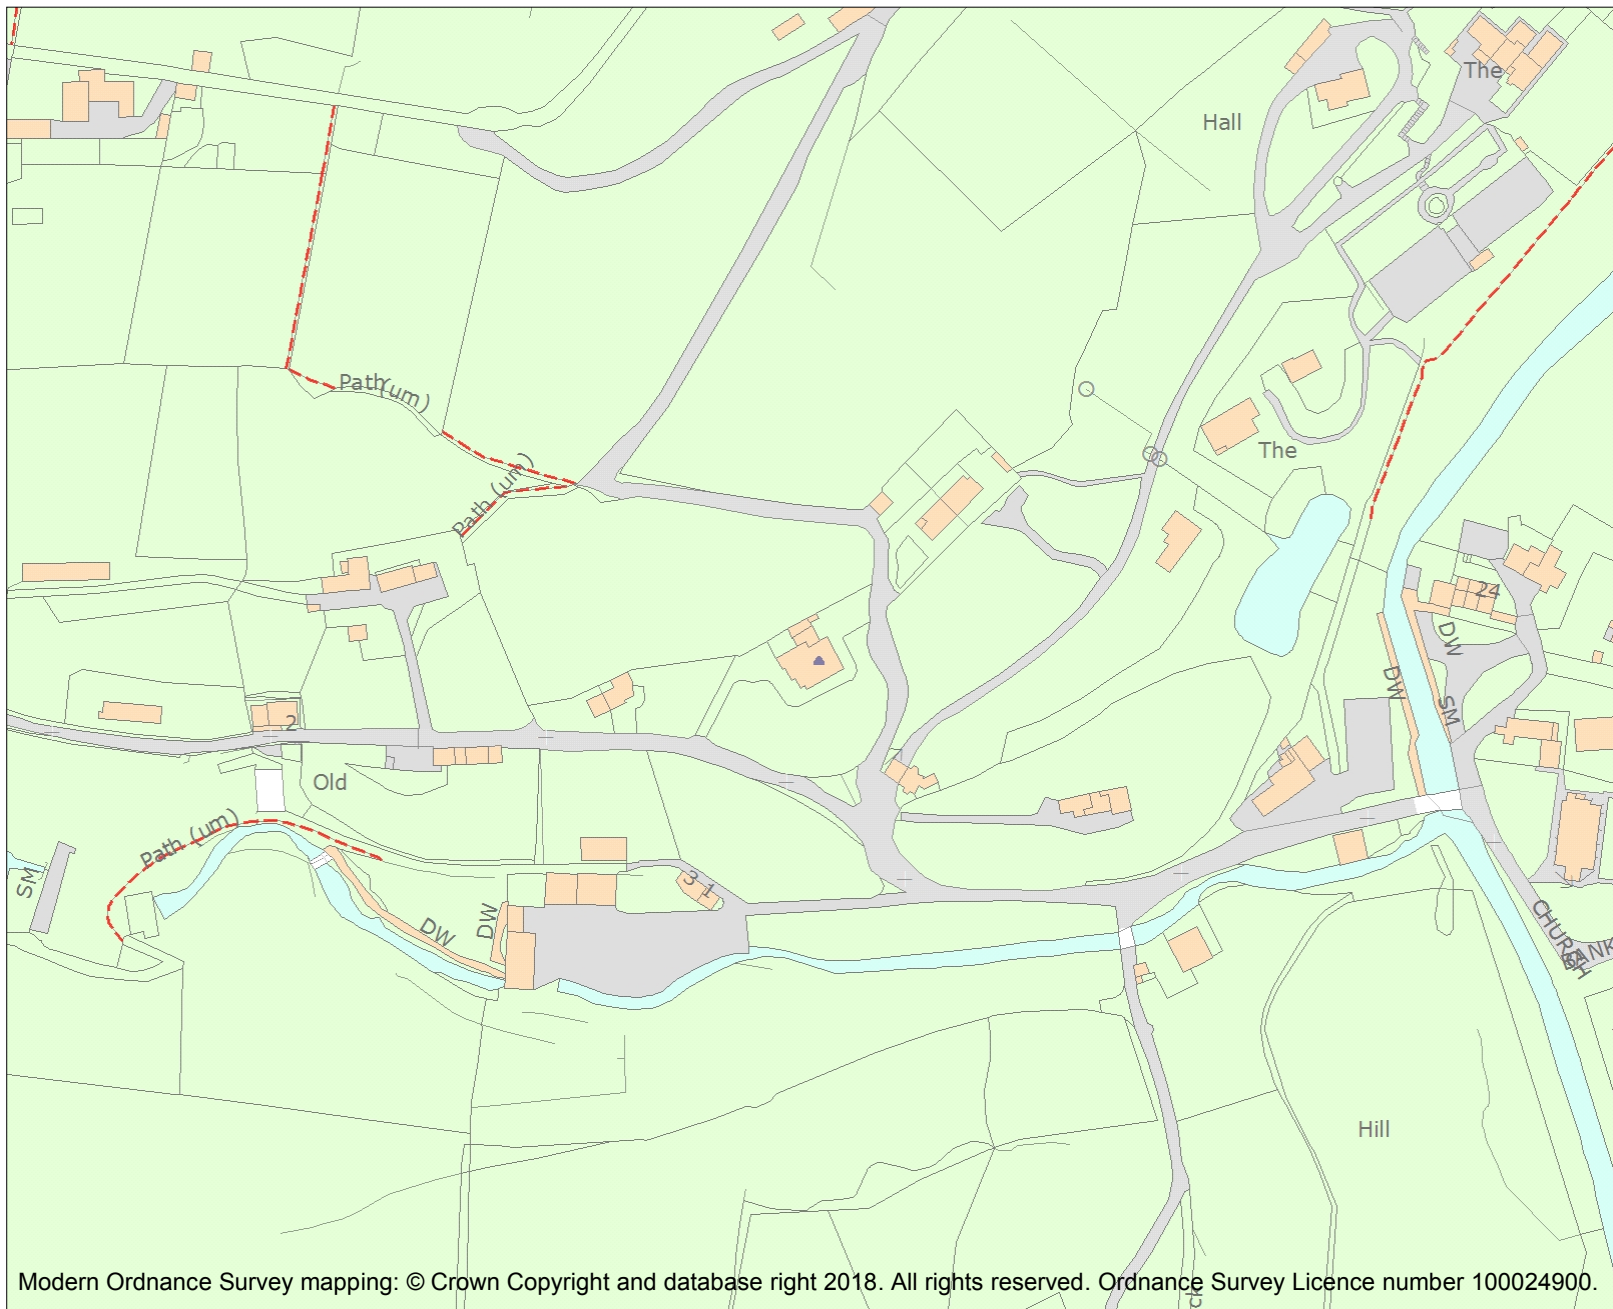 The
Hall
Path (um)
Path (um)
The
24
DW
DW
SM
2
Old
Path (um)
SM
3 1
DW
DW
CHURCH
BANK
Hill
ck
Modern Ordnance Survey mapping: © Crown Copyright and database right 2018. All rights reserved. Ordnance Survey Licence number 100024900.